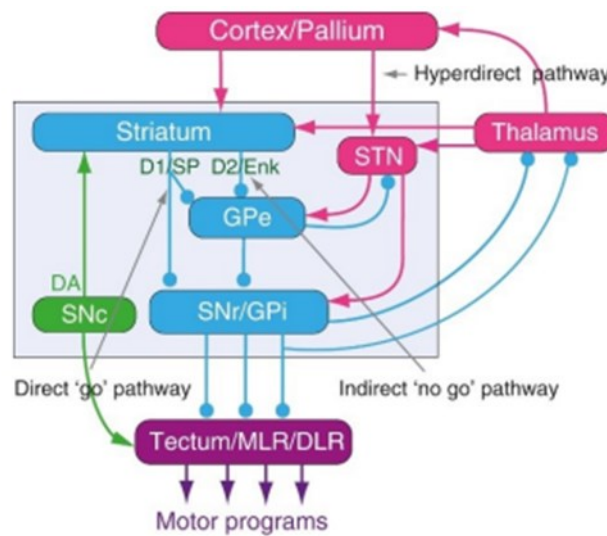 Cortex/Pallium
Hyperdirect pathway
Striatum
Thalamus
STN
D1/SP D2/Enk
GPe
DA
SNc
SNr/GPi
Direct ‘go’ pathway
Indirect ‘no go’ pathway
Tectum/MLR/DLR
Motor programs